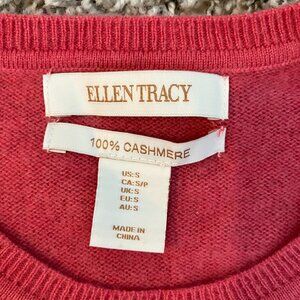 ELLEN TRACY
100% CASHMERE
US: S
CA: S/P
UK: S
EU: S
AU: S
MADE IN
CHINA